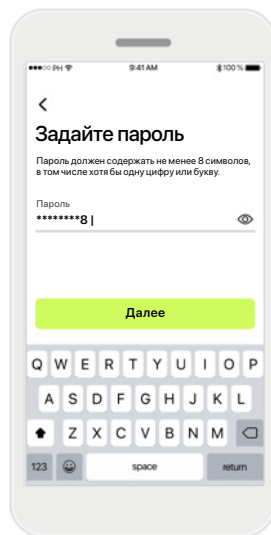 ●●●○○ PH 9:41 AM 100 %
Задайте пароль
Пароль должен содержать не менее 8 символов,
в том числе хотя бы одну цифру или букву.
Пароль
********8 |
Далее
Q W E R T Y U I O P
A S D F G H J K L
Z X C V B N M
123 space return